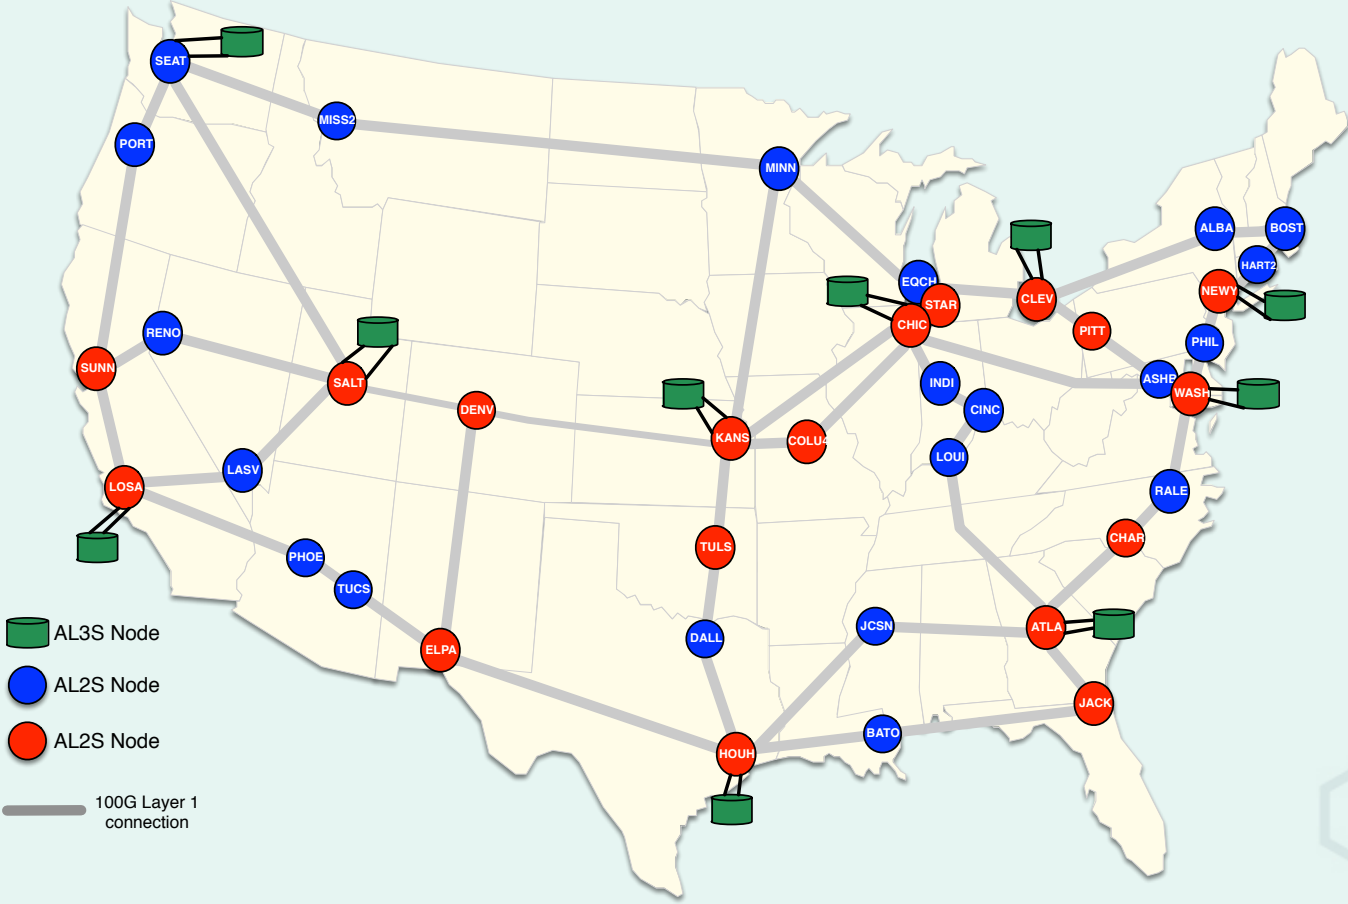 SEAT
MISS2
PORT
MINN
ALBA
BOST
HART2
EQCH
STAR
CLEV
NEWY
CHIC
PITT
PHIL
RENO
SUNN
SALT
INDI
ASHB
WASH
DENV
CINC
KANS
COLU4
LOUI
LASV
LOSA
RALE
CHAR
TULS
PHOE
TUCS
JCSN
ATLA
DALL
ELPA
JACK
BATO
HOUH
AL3S Node
AL2S Node
AL2S Node
100G Layer 1
connection